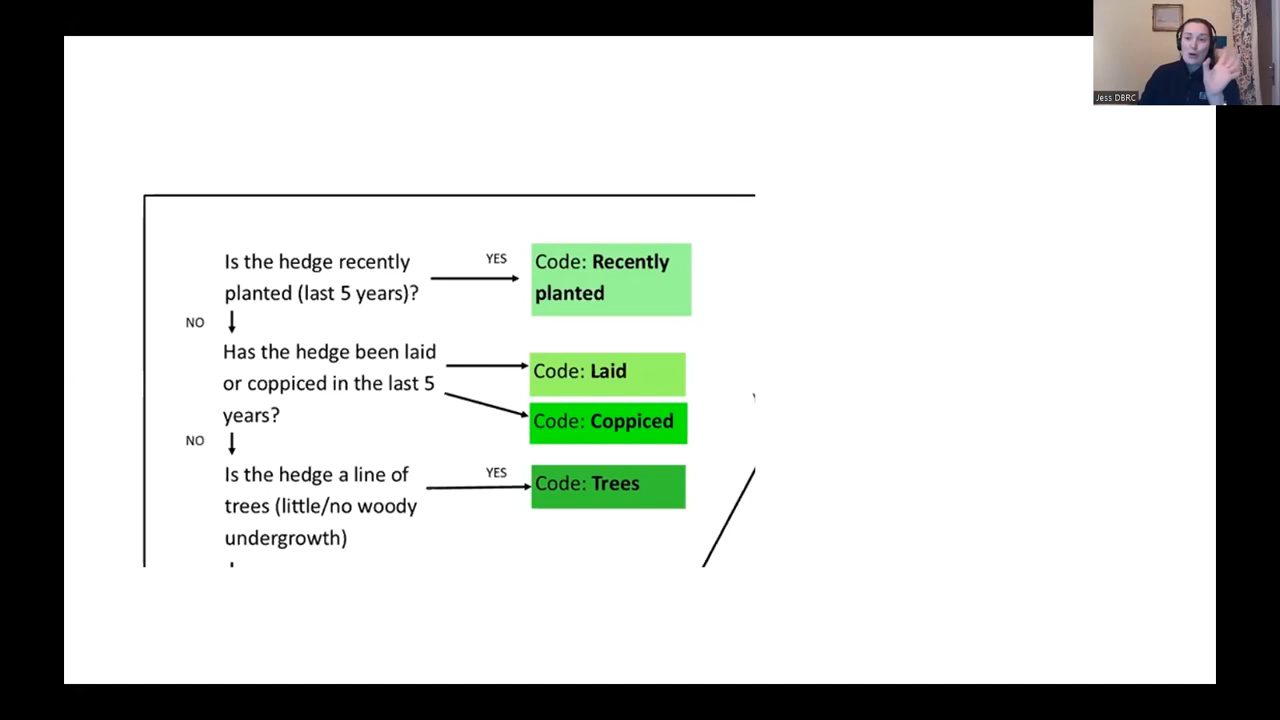 Jess DBRC
Is the hedge recently
planted (last 5 years)?
YES
Code: Recently
planted
NO
Has the hedge been laid
or coppiced in the last 5
years?
Code: Laid
Code: Coppiced
NO
Is the hedge a line of
trees (little/no woody
undergrowth)
YES
Code: Trees